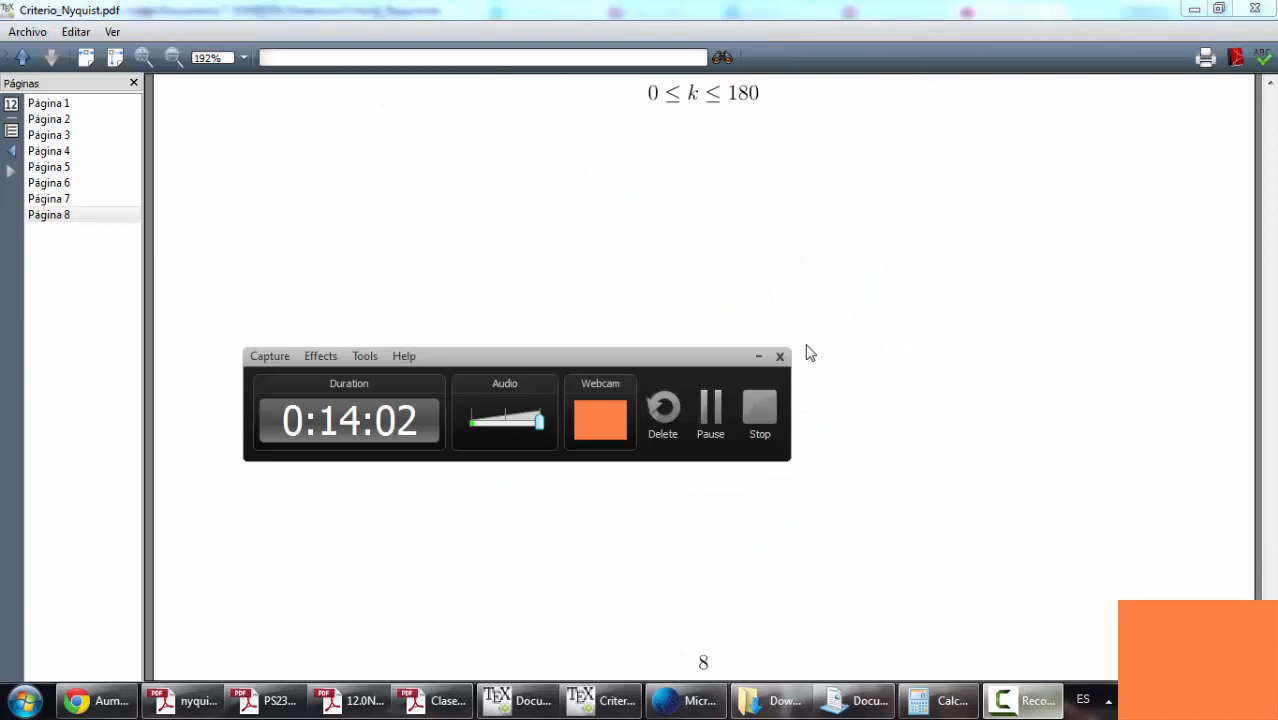 Criterio_Nyquist.pdf
Archivo Editar Ver
192%
ABC
Páginas
12
Página 1
Página 2
Página 3
Página 4
Página 5
Página 6
Página 7
Página 8
0 ≤ k ≤ 180
Capture Effects Tools Help
Duration
0:14:02
Audio
Webcam
Delete
Pause
Stop
8
Aum... nyqui... PS23... 12.0N... Clase... Docu... Criter... Micr... Dow... Docu... Calc... Reco... ES